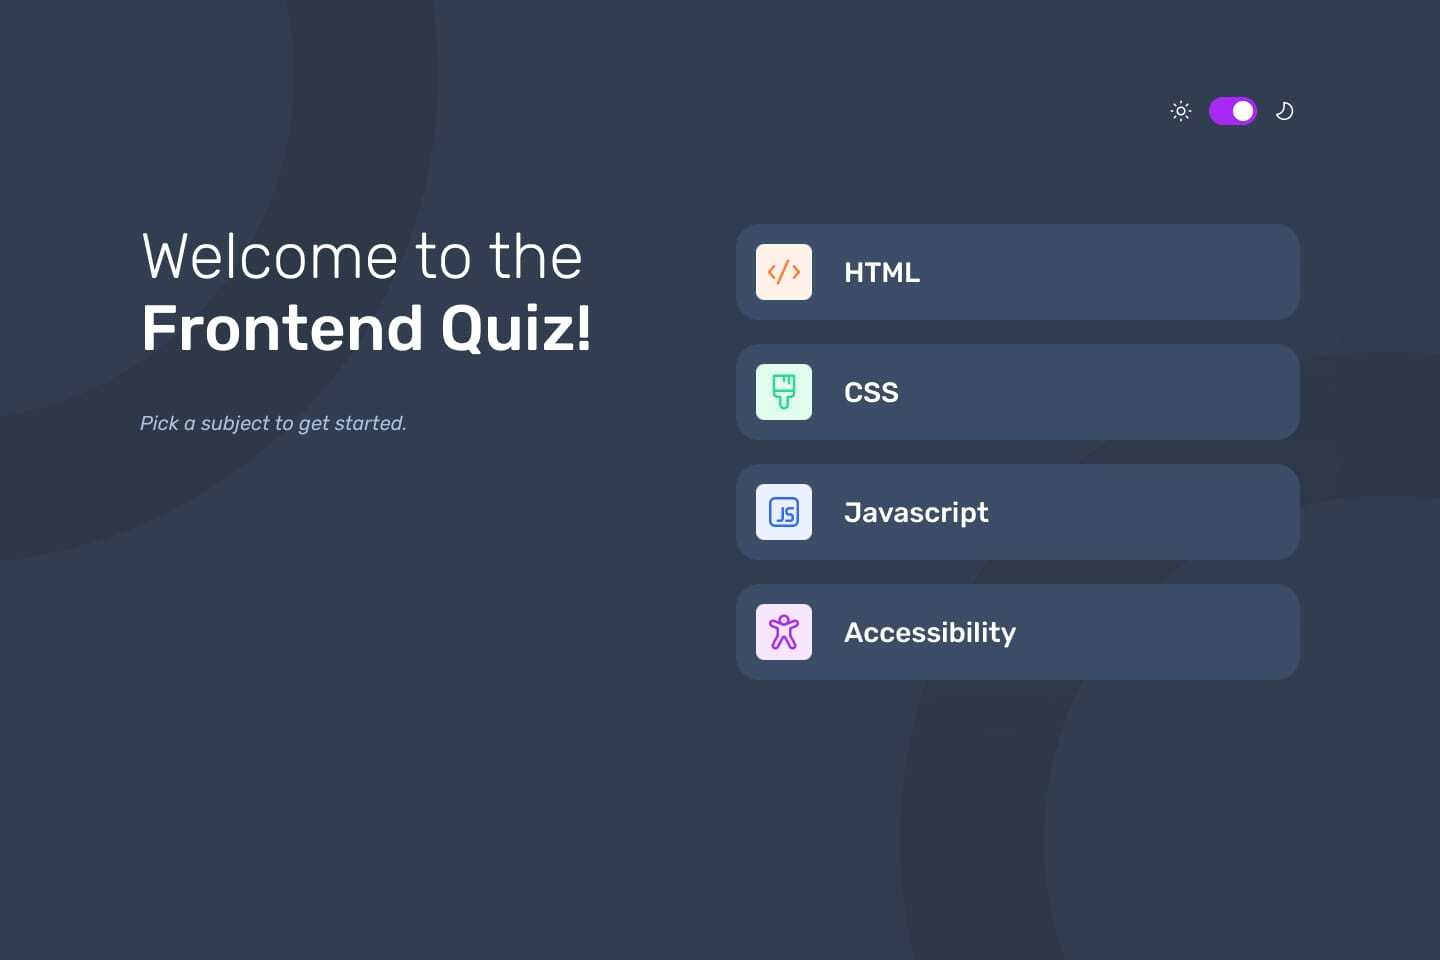 Welcome to the
Frontend Quiz!
Pick a subject to get started.
HTML
CSS
JS
Javascript
Accessibility